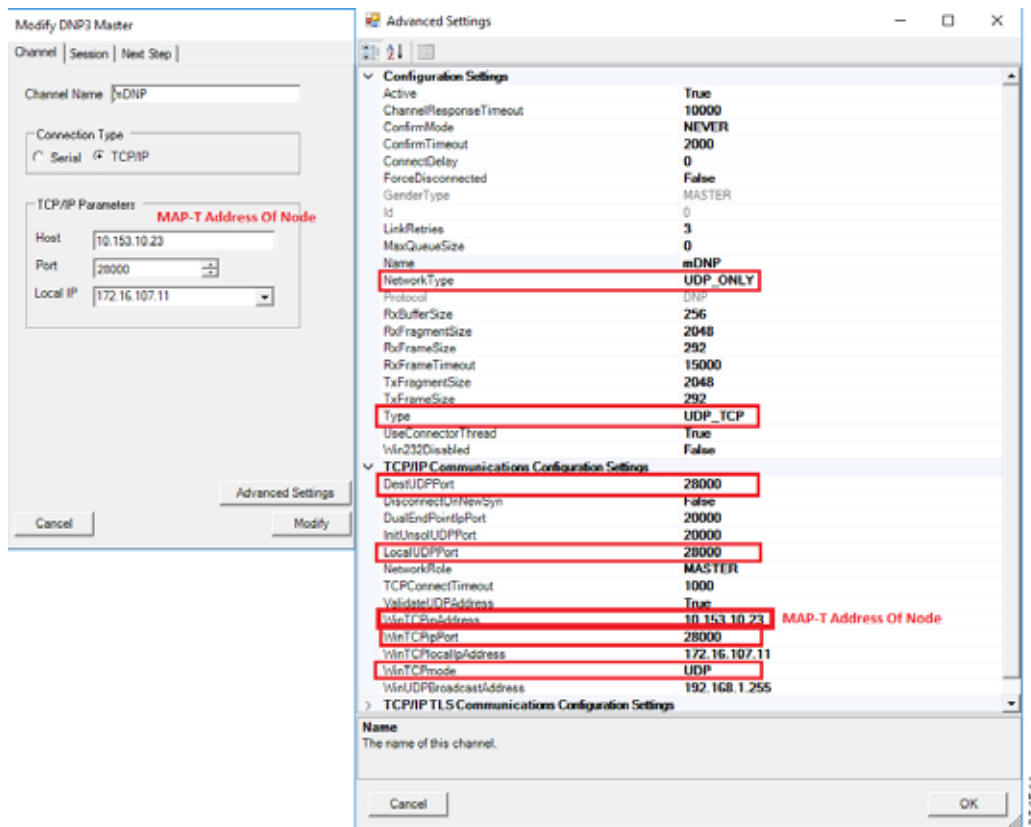 Modify DNP3 Master
Channel Session Next Step
Channel Name mDNP
Connection Type
Serial TCP/IP
TCP/IP Parameters
MAP-T Address Of Node
Host 10.153.10.23
Port 28000
Local IP 172.16.107.11
Advanced Settings
Cancel Modify
Advanced Settings
Configuration Settings
Active True
ChannelResponseTimeout 10000
ConfirmMode NEVER
ConfirmTimeout 2000
ConnectDelay 0
ForceDisconnected False
GenderType MASTER
Id 0
LinkRetries 3
MaxQueueSize 0
Name mDNP
NetworkType UDP_ONLY
Protocol DNP
RxBufferSize 256
RxFragmentSize 2048
RxFrameSize 292
RxFrameTimeout 15000
TxFragmentSize 2048
TxFrameSize 292
Type UDP_TCP
UseConnectorThread True
Win232Disabled False
TCP/IP Communications Configuration Settings
DestUDPPort 28000
DisconnectOnNewSyn False
DualEndPointIpPort 20000
InitUnsolUDPPort 20000
LocalUDPPort 28000
NetworkRole MASTER
TCPConnectTimeout 1000
ValidateUDPAddress True
WinTCPipAddress 10.153.10.23 MAP-T Address Of Node
WinTCPipPort 28000
WinTCPlocalIpAddress 172.16.107.11
WinTCPmode UDP
WinUDPBroadcastAddress 192.168.1.255
TCP/IP TLS Communications Configuration Settings
Name
The name of this channel.
Cancel OK